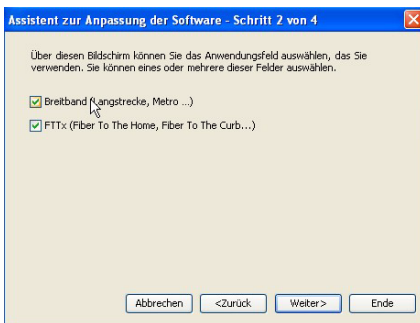 Assistent zur Anpassung der Software - Schritt 2 von 4
Über diesen Bildschirm können Sie das Anwendungsfeld auswählen, das Sie
verwenden. Sie können eines oder mehrere dieser Felder auswählen.
Breitband (Langstrecke, Metro ...)
FTTx (Fiber To The Home, Fiber To The Curb...)
Abbrechen <Zurück Weiter> Ende